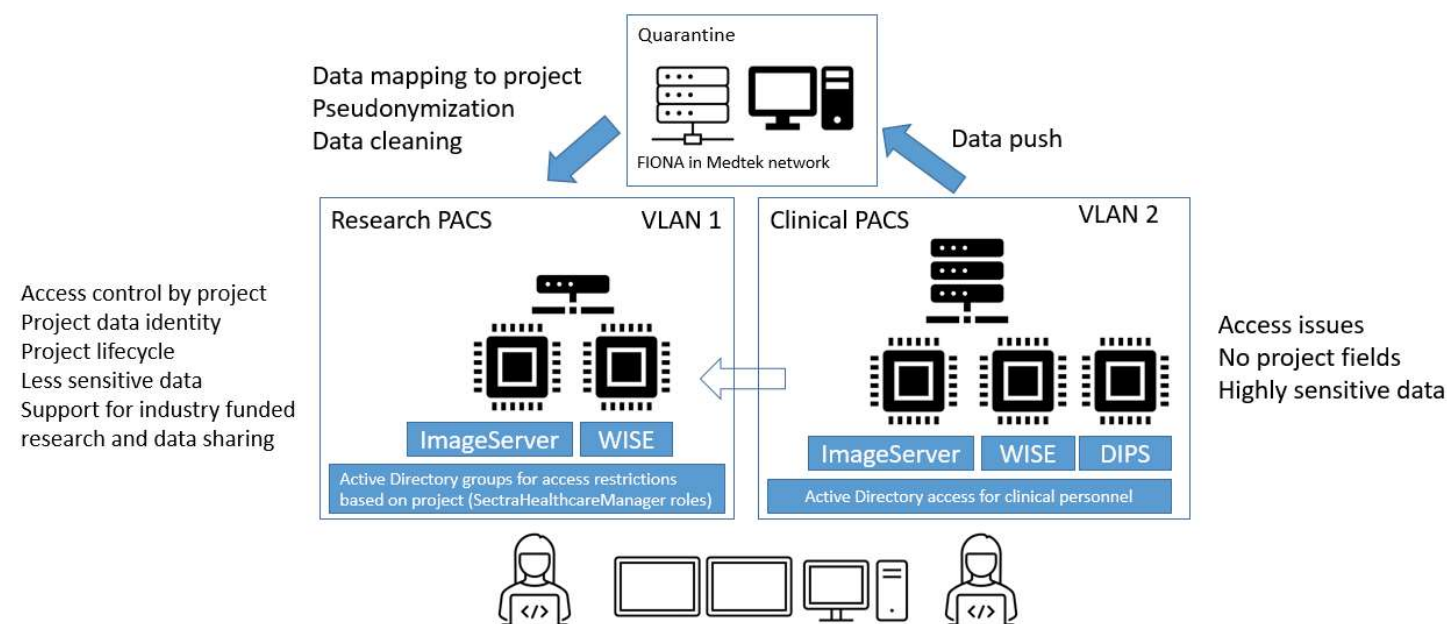 Quarantine
FIONA in Medtek network
Data mapping to project
Pseudonymization
Data cleaning
Data push
Research PACS
VLAN 1
Clinical PACS
VLAN 2
Access control by project
Project data identity
Project lifecycle
Less sensitive data
Support for industry funded
research and data sharing
ImageServer
WISE
Active Directory groups for access restrictions
based on project (SectraHealthcareManager roles)
ImageServer
WISE
DIPS
Active Directory access for clinical personnel
Access issues
No project fields
Highly sensitive data
</>
</>